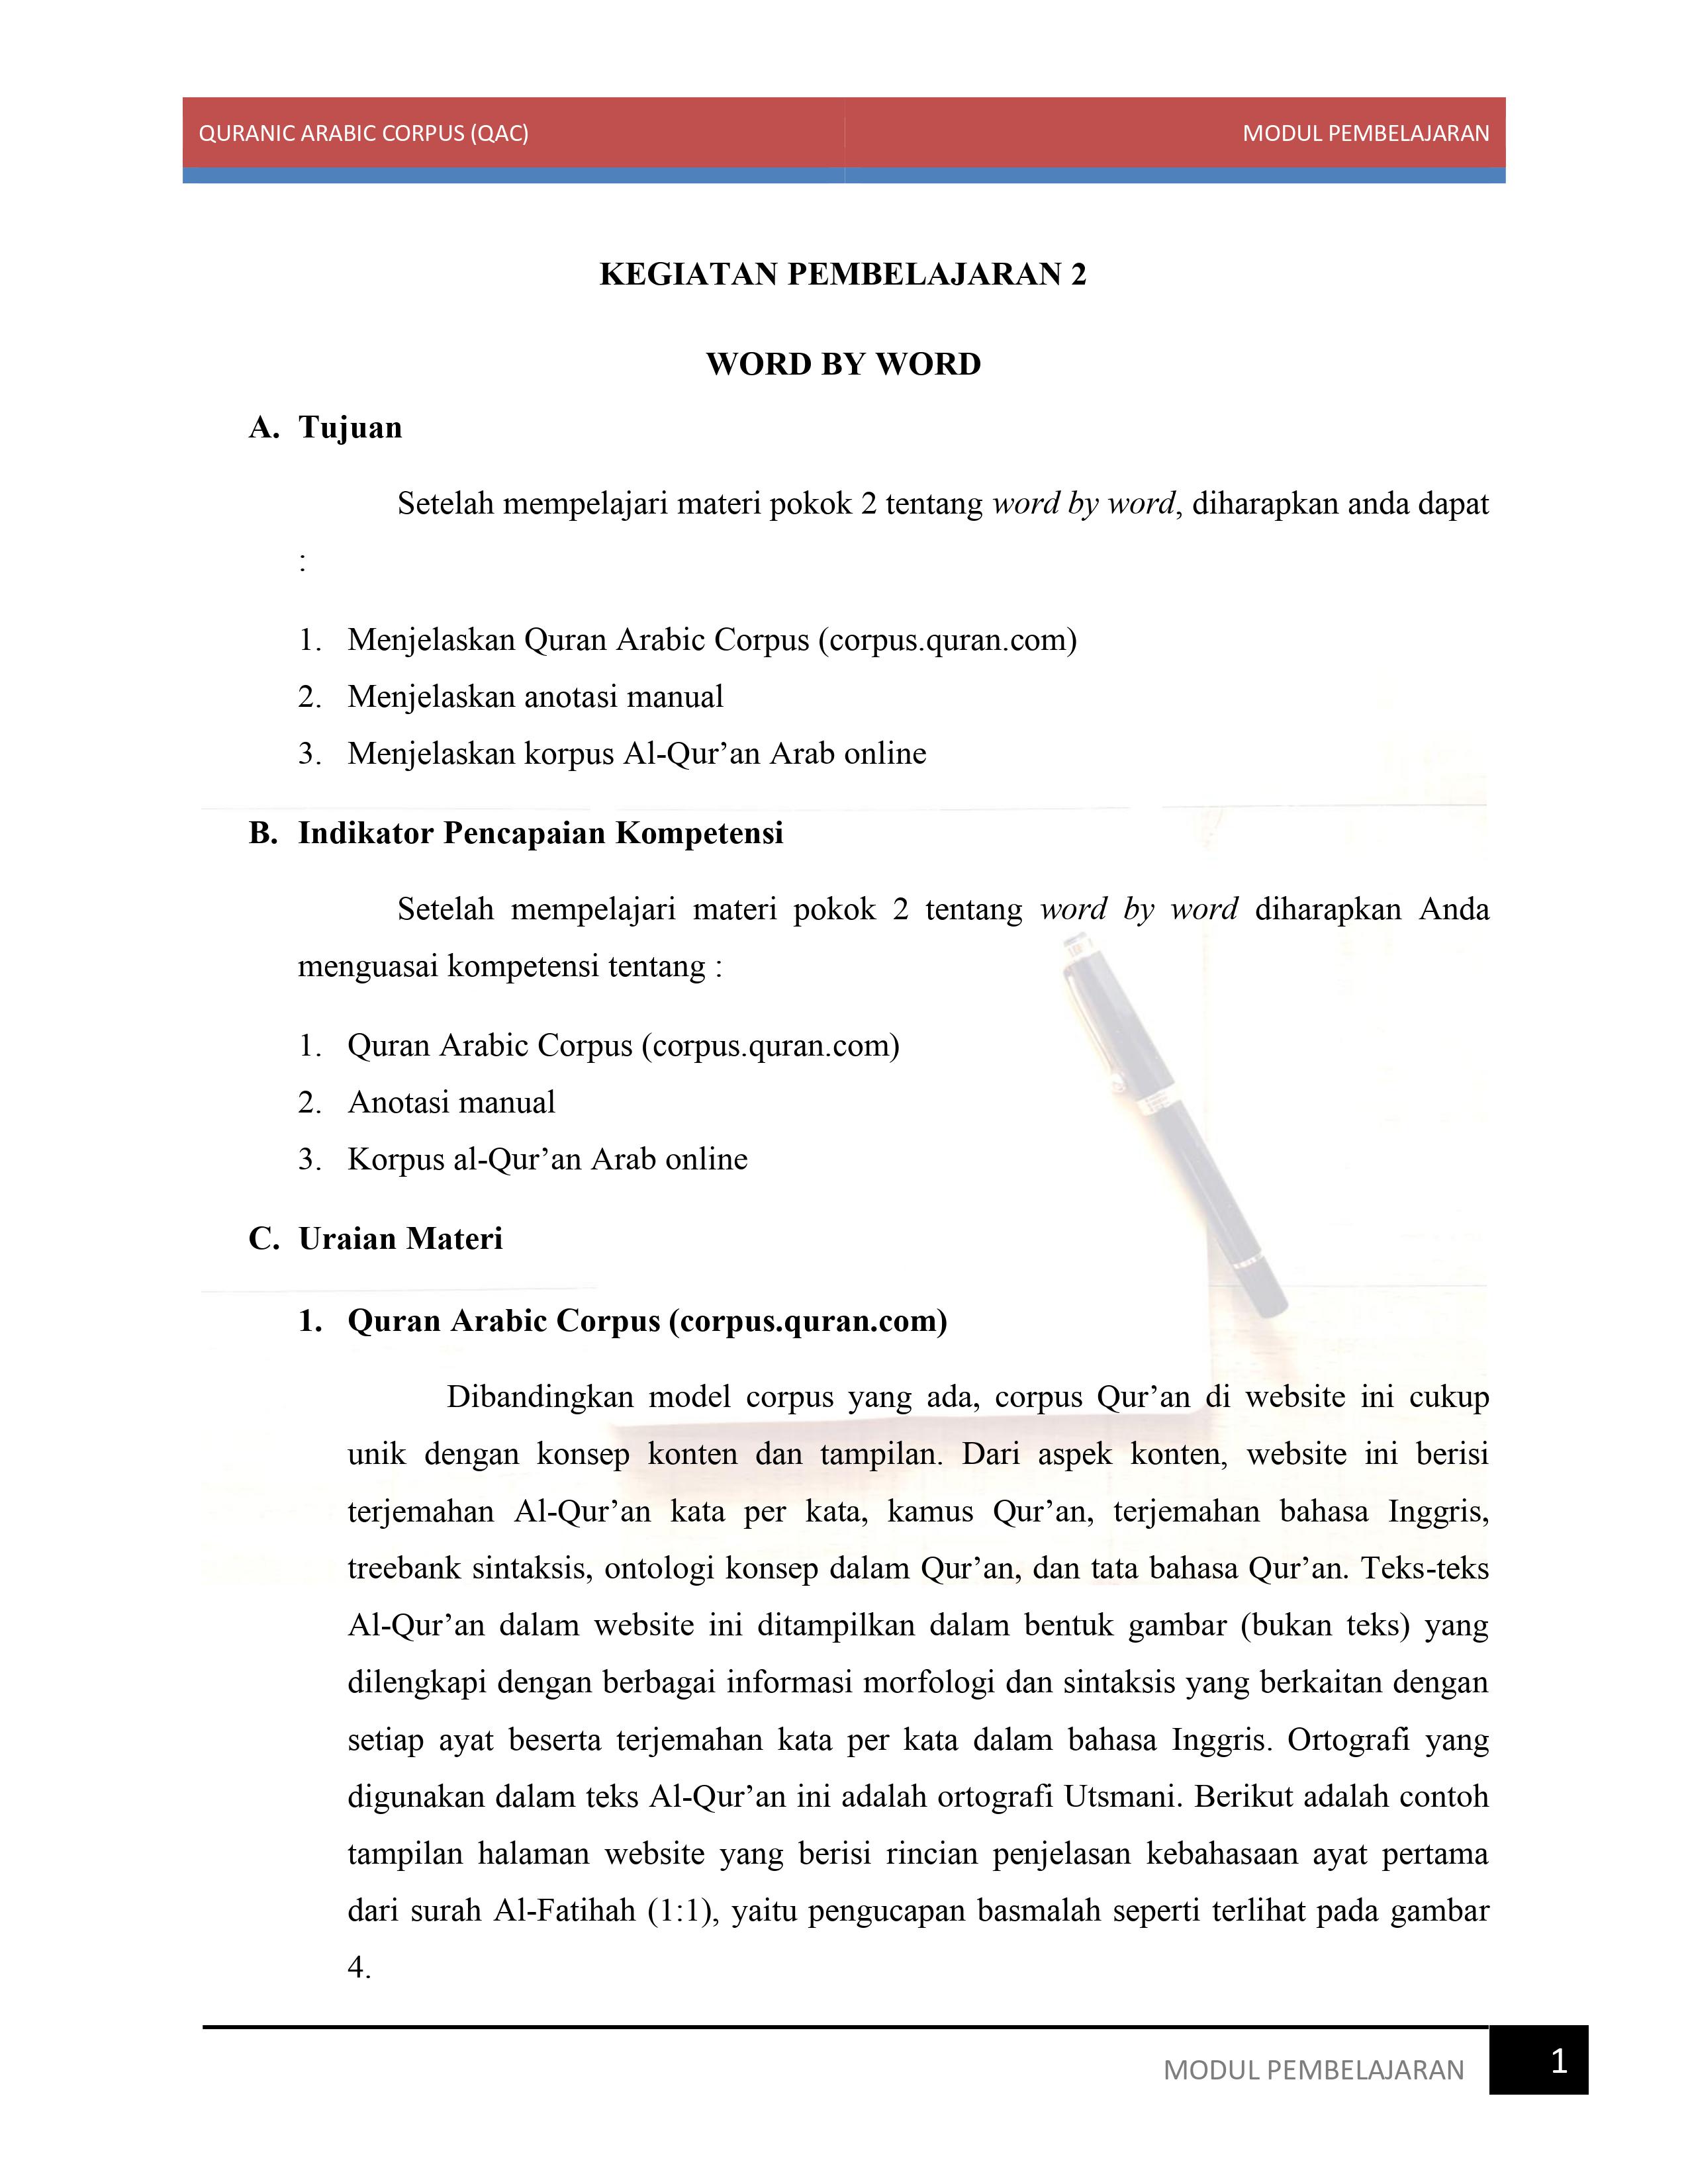 QURANIC ARABIC CORPUS (QAC) MODUL PEMBELAJARAN
KEGIATAN PEMBELAJARAN 2
WORD BY WORD
A. Tujuan
Setelah mempelajari materi pokok 2 tentang word by word, diharapkan anda dapat
:
1. Menjelaskan Quran Arabic Corpus (corpus.quran.com)
2. Menjelaskan anotasi manual
3. Menjelaskan korpus Al-Qur’an Arab online
B. Indikator Pencapaian Kompetensi
Setelah mempelajari materi pokok 2 tentang word by word diharapkan Anda
menguasai kompetensi tentang :
1. Quran Arabic Corpus (corpus.quran.com)
2. Anotasi manual
3. Korpus al-Qur’an Arab online
C. Uraian Materi
1. Quran Arabic Corpus (corpus.quran.com)
Dibandingkan model corpus yang ada, corpus Qur’an di website ini cukup
unik dengan konsep konten dan tampilan. Dari aspek konten, website ini berisi
terjemahan Al-Qur’an kata per kata, kamus Qur’an, terjemahan bahasa Inggris,
treebank sintaksis, ontologi konsep dalam Qur’an, dan tata bahasa Qur’an. Teks-teks
Al-Qur’an dalam website ini ditampilkan dalam bentuk gambar (bukan teks) yang
dilengkapi dengan berbagai informasi morfologi dan sintaksis yang berkaitan dengan
setiap ayat beserta terjemahan kata per kata dalam bahasa Inggris. Ortografi yang
digunakan dalam teks Al-Qur’an ini adalah ortografi Utsmani. Berikut adalah contoh
tampilan halaman website yang berisi rincian penjelasan kebahasaan ayat pertama
dari surah Al-Fatihah (1:1), yaitu pengucapan basmalah seperti terlihat pada gambar
4.
MODUL PEMBELAJARAN 1